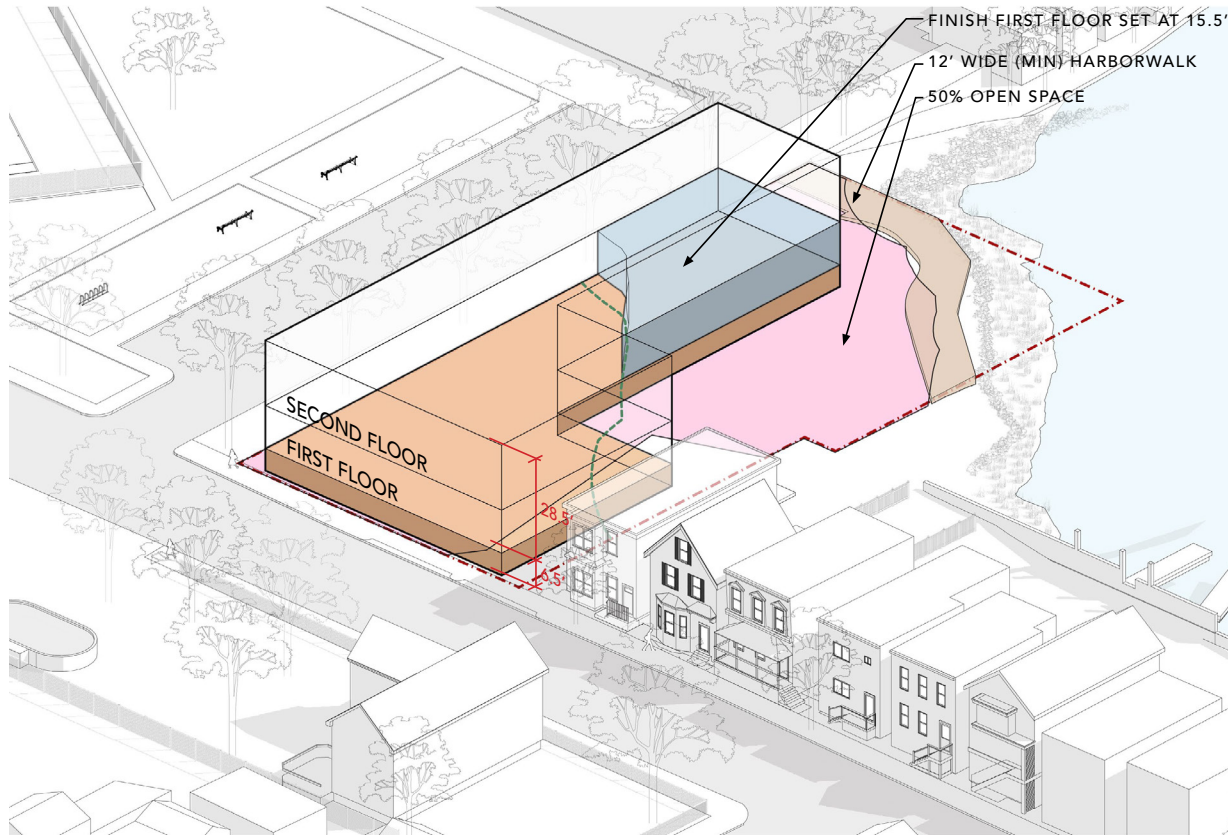 FINISH FIRST FLOOR SET AT 15.5'
12' WIDE (MIN) HARBORWALK
50% OPEN SPACE
SECOND FLOOR
FIRST FLOOR
28.5'
6.5'